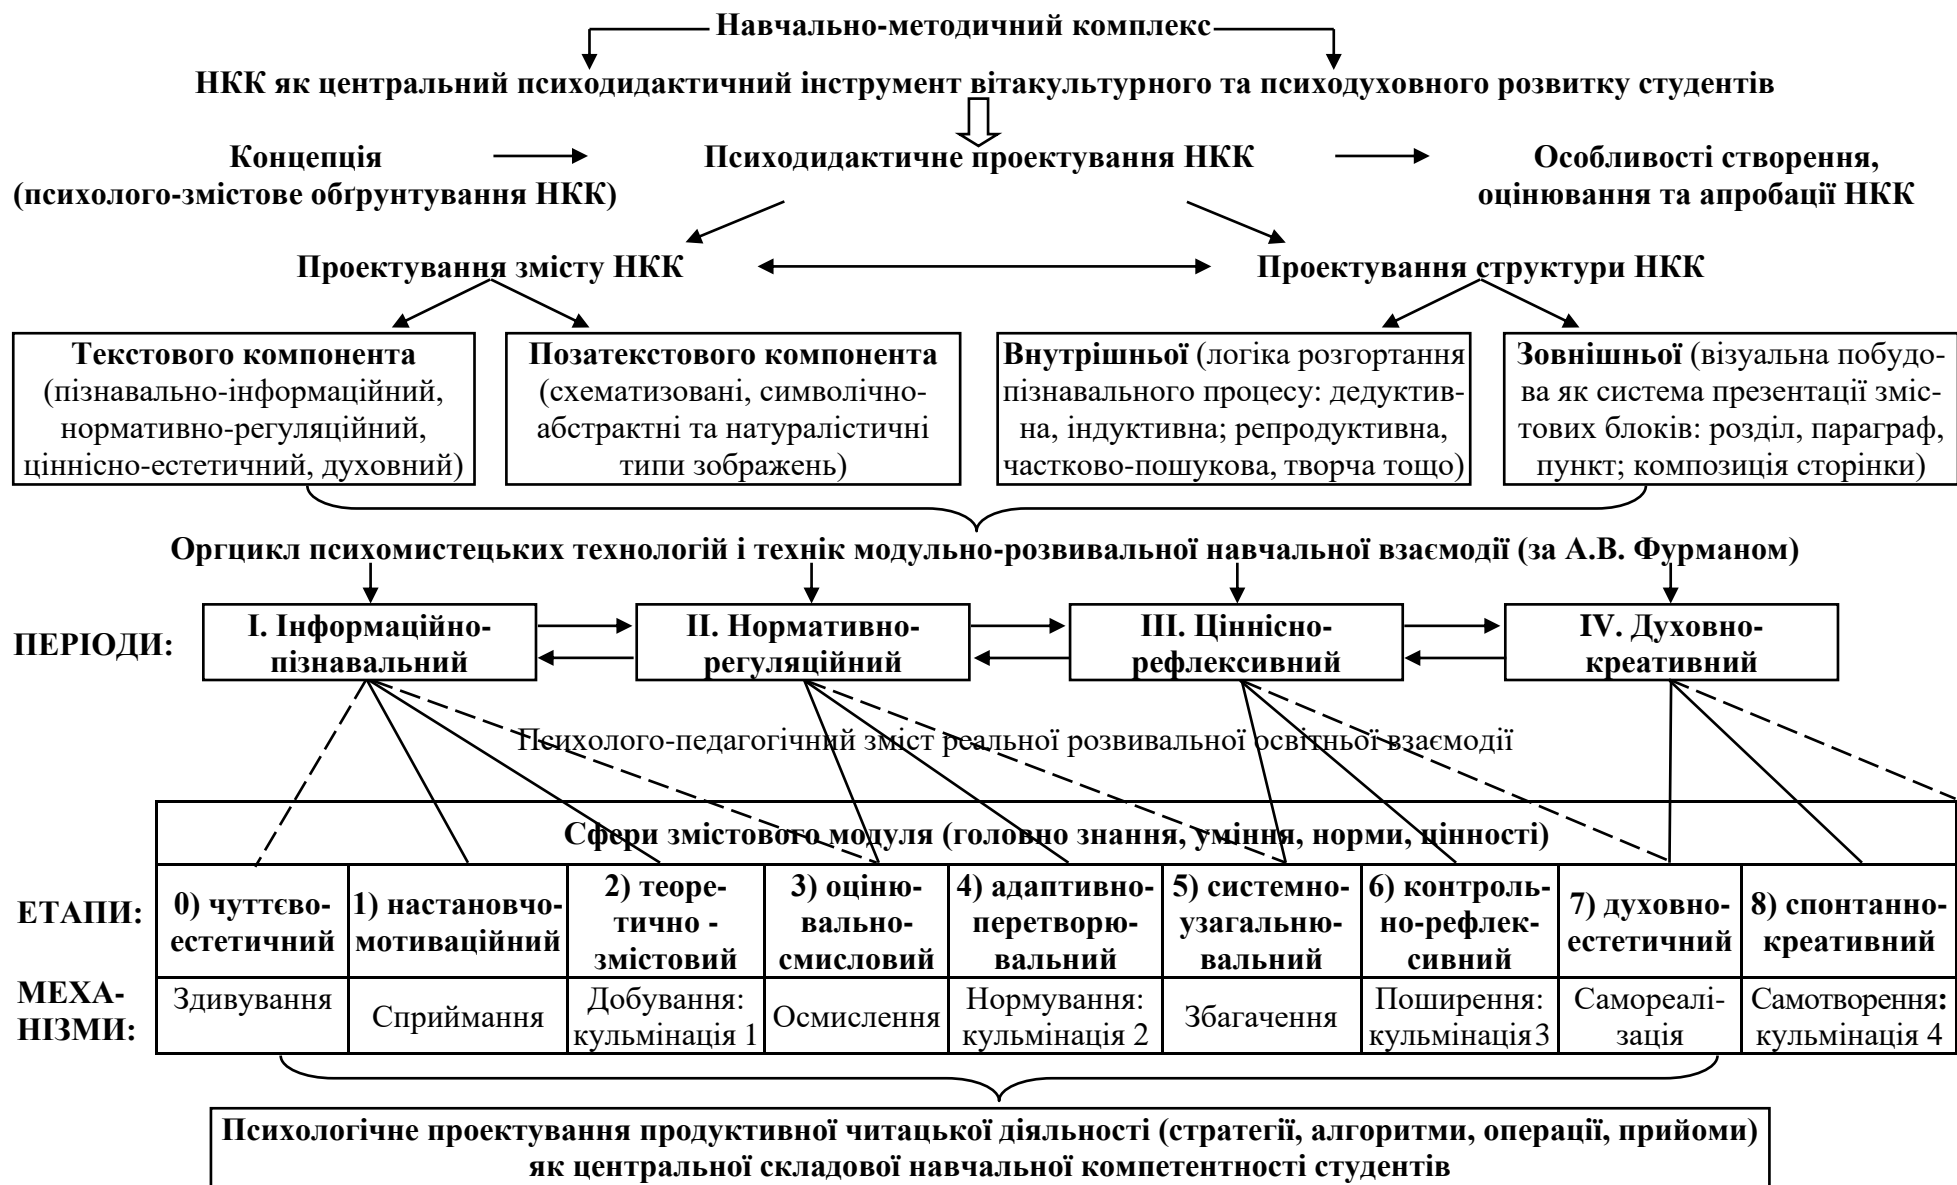 Навчально-методичний комплекс
НКК як центральний психодидактичний інструмент вітакультурного та психодуховного розвитку студентів
Концепція
(психолого-змістове обґрунтування НКК)
Психодидактичне проектування НКК
Особливості створення,
оцінювання та апробації НКК
Проектування змісту НКК
Проектування структури НКК
Текстового компонента
(пізнавально-інформаційний,
нормативно-регуляційний,
ціннісно-естетичний, духовний)
Позатекстового компонента
(схематизовані, символічно-
абстрактні та натуралістичні
типи зображень)
Внутрішньої (логіка розгортання
пізнавального процесу: дедуктив-
на, індуктивна; репродуктивна,
частково-пошукова, творча тощо)
Зовнішньої (візуальна побудо-
ва як система презентації зміс-
тових блоків: розділ, параграф,
пункт; композиція сторінки)
Оргцикл психомистецьких технологій і технік модульно-розвивальної навчальної взаємодії (за А.В. Фурманом)
ПЕРІОДИ:
І. Інформаційно-
пізнавальний
ІІ. Нормативно-
регуляційний
ІІІ. Ціннісно-
рефлексивний
IV. Духовно-
креативний
Психолого-педагогічний зміст реальної розвивальної освітньої взаємодії
Сфери змістового модуля (головно знання, уміння, норми, цінності)
ЕТАПИ:
0) чуттєво-
естетичний
1) настановчо-
мотиваційний
2) теоре-
тично -
змістовий
3) оціню-
вально-
смисловий
4) адаптивно-
перетворю-
вальний
5) системно-
узагальню-
вальний
6) контроль-
но-рефлек-
сивний
7) духовно-
естетичний
8) спонтанно-
креативний
МЕХА-
НІЗМИ:
Здивування
Сприймання
Добування:
кульмінація 1
Осмислення
Нормування:
кульмінація 2
Збагачення
Поширення:
кульмінація 3
Самореалі-
зація
Самотворення:
кульмінація 4
Психологічне проектування продуктивної читацької діяльності (стратегії, алгоритми, операції, прийоми)
як центральної складової навчальної компетентності студентів